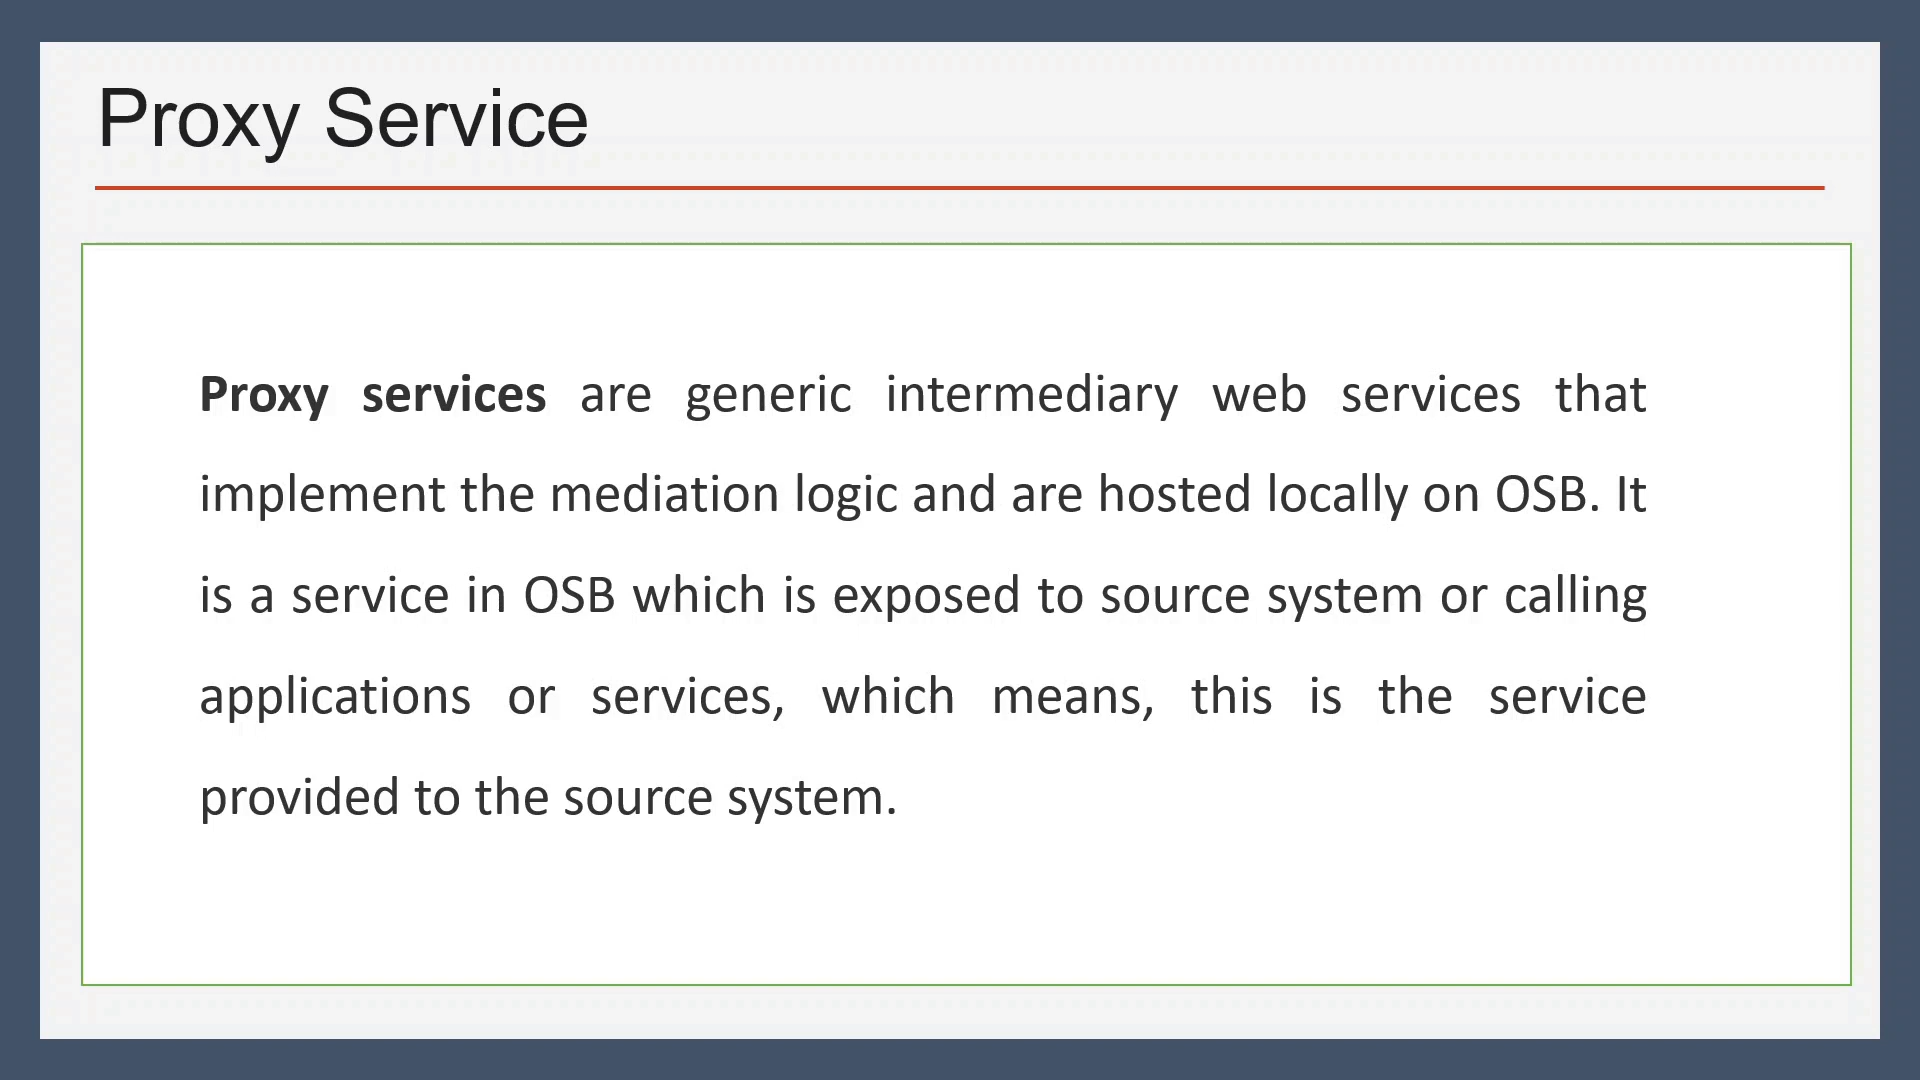 Proxy Service
Proxy services are generic intermediary web services that
implement the mediation logic and are hosted locally on OSB. It
is a service in OSB which is exposed to source system or calling
applications or services, which means, this is the service
provided to the source system.